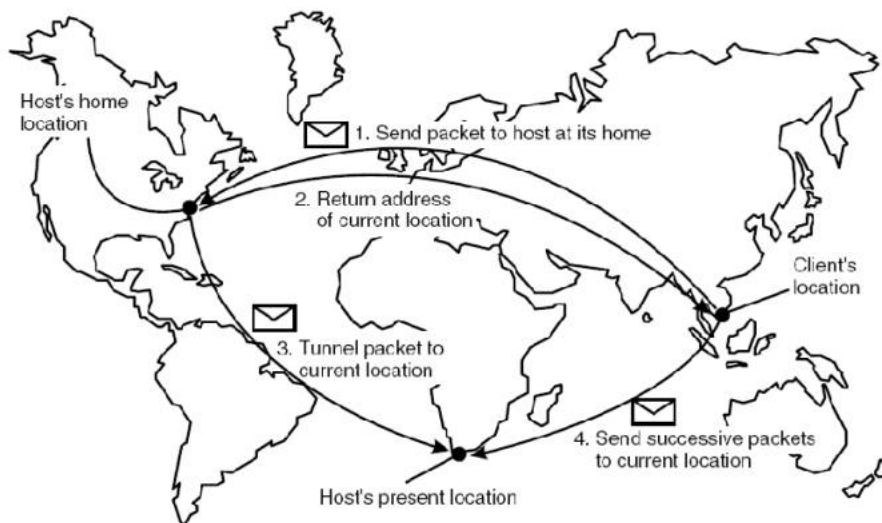 Host's home
location
1. Send packet to host at its home
2. Return address
of current location
Client's
location
3. Tunnel packet to
current location
4. Send successive packets
to current location
Host's present location